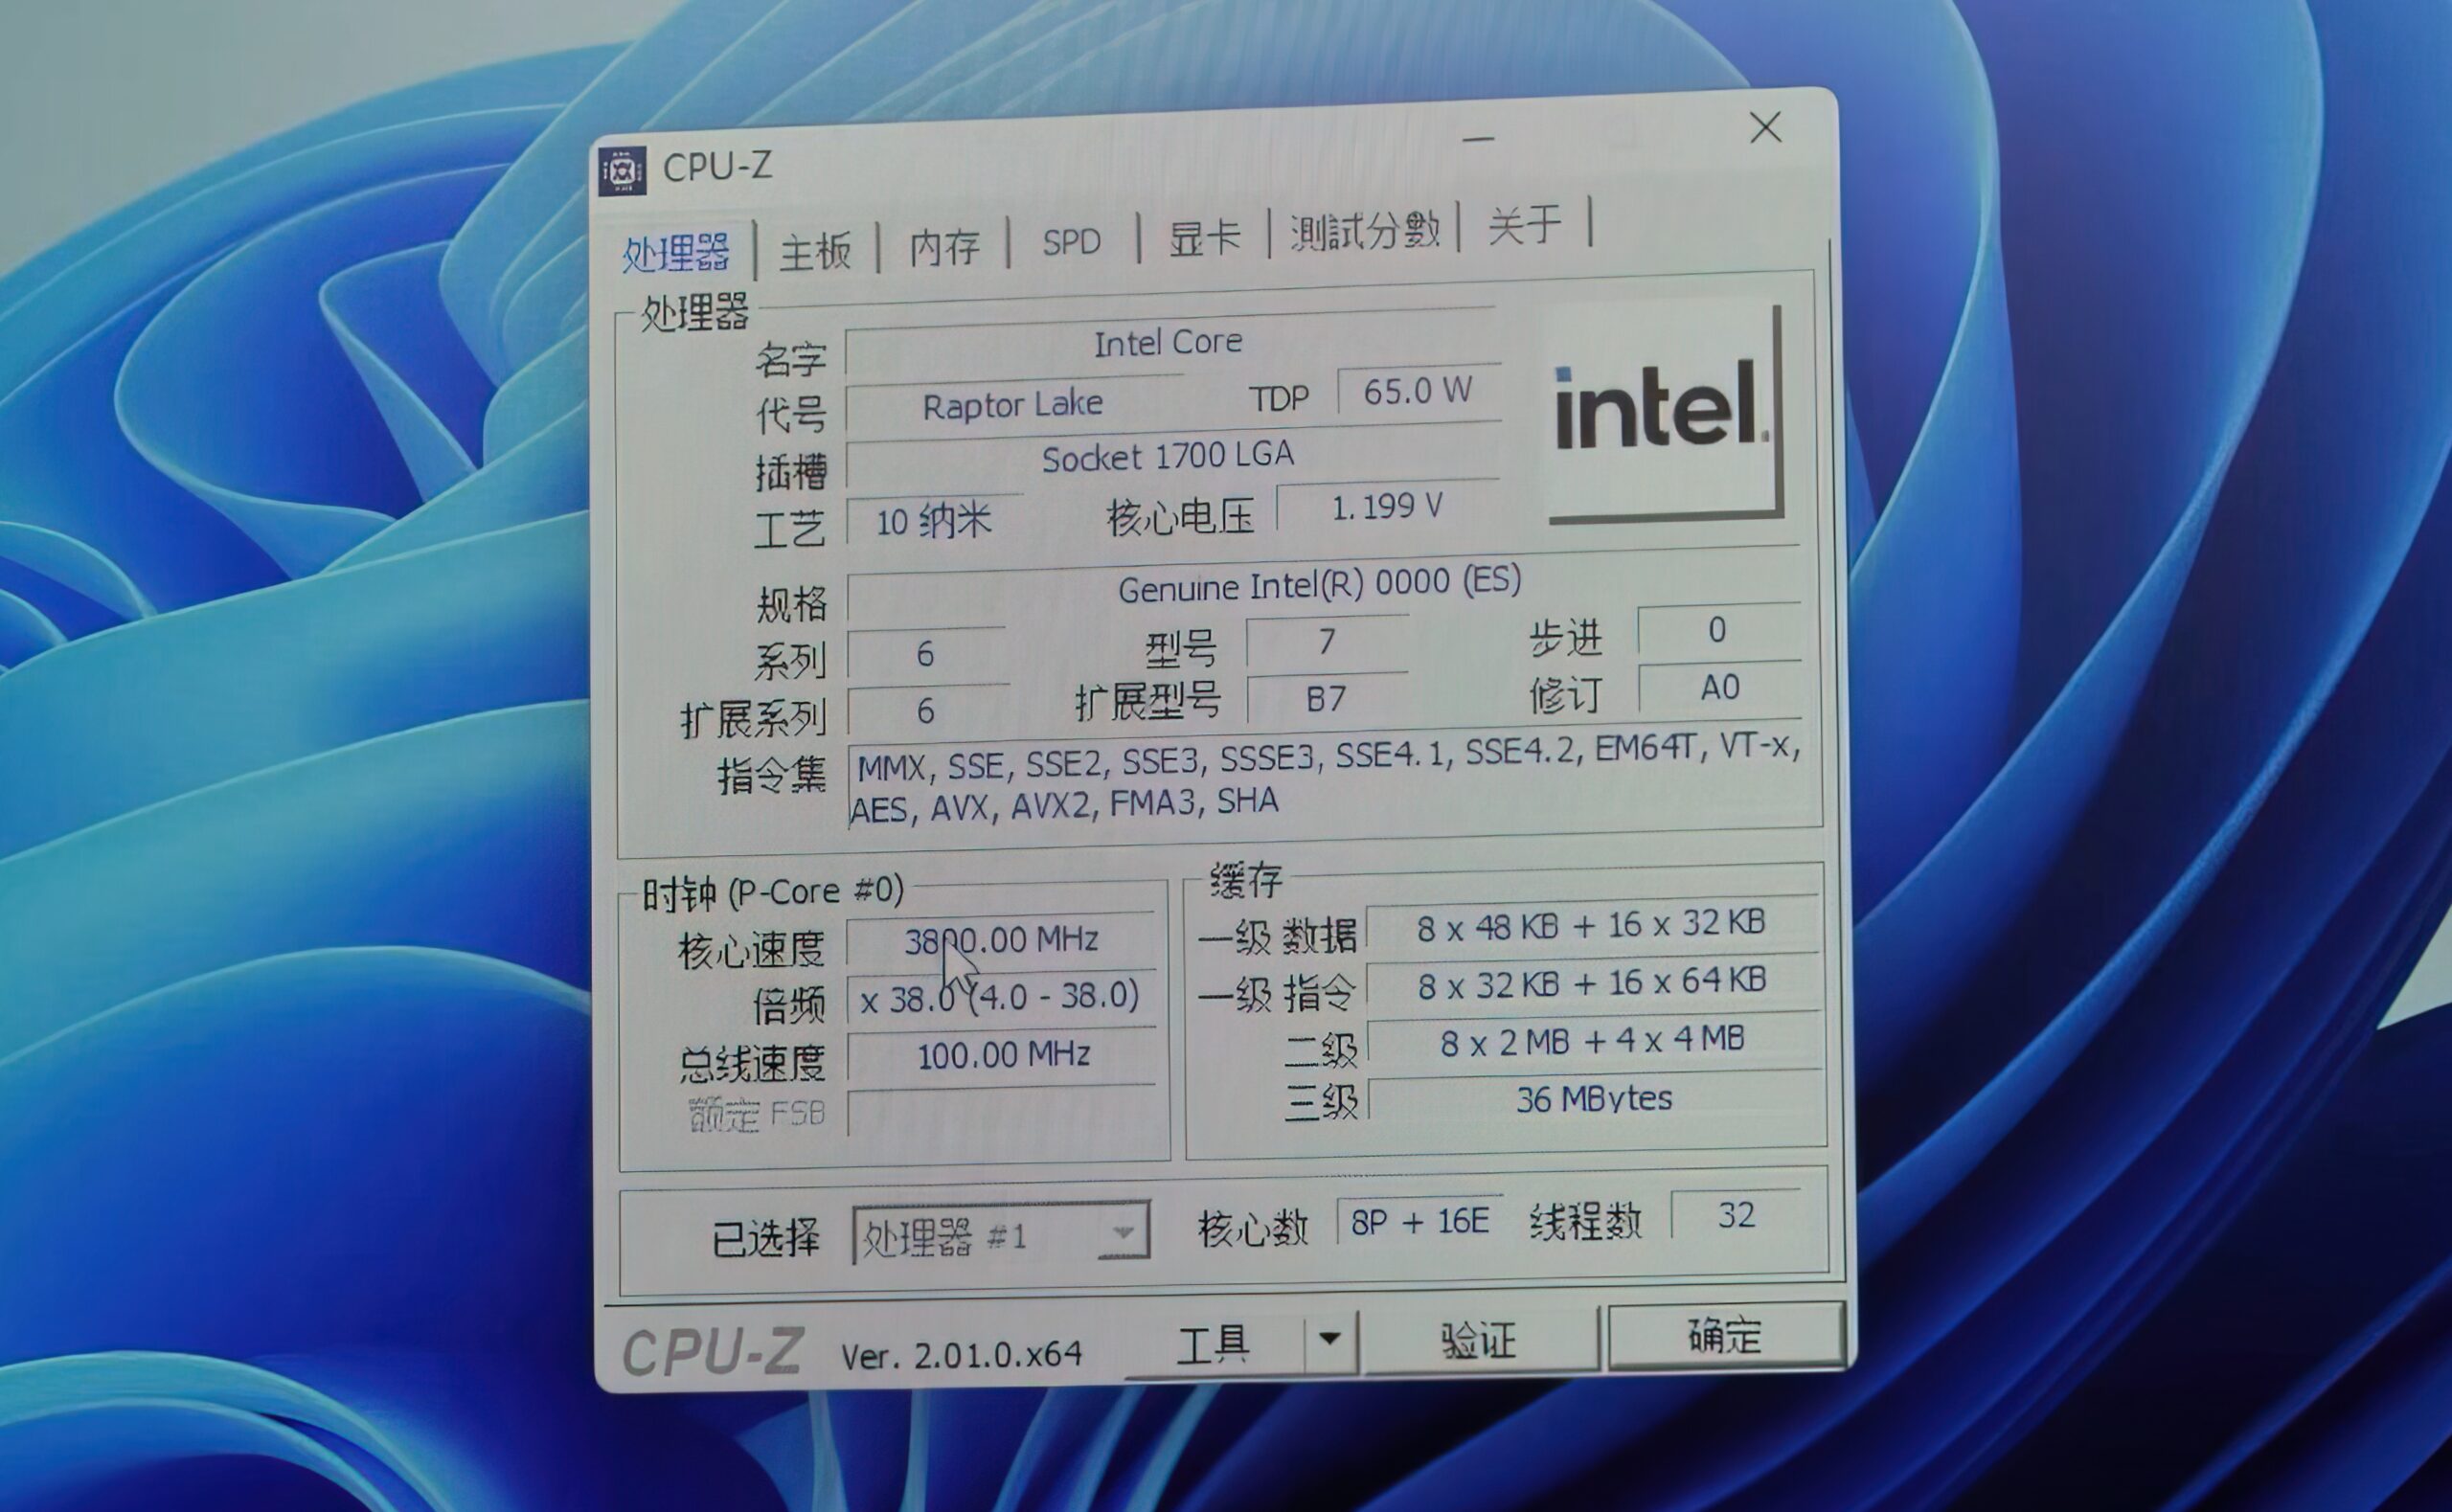 CPU-Z
处理器 主板 内存 SPD 显卡 測試分數 关于
处理器
名字 Intel Core
代号 Raptor Lake TDP 65.0 W
插槽 Socket 1700 LGA
工艺 10 纳米 核心电压 1.199 V
intel.
规格 Genuine Intel(R) 0000 (ES)
系列 6 型号 7 步进 0
扩展系列 6 扩展型号 B7 修订 A0
指令集 MMX, SSE, SSE2, SSE3, SSSE3, SSE4.1, SSE4.2, EM64T, VT-x,
AES, AVX, AVX2, FMA3, SHA
时钟 (P-Core #0)
核心速度 3800.00 MHz
倍频 x 38.0 (4.0 - 38.0)
总线速度 100.00 MHz
额定 FSB
缓存
一级 数据 8 x 48 KB + 16 x 32 KB
一级 指令 8 x 32 KB + 16 x 64 KB
二级 8 x 2 MB + 4 x 4 MB
三级 36 MBytes
已选择 处理器 #1 核心数 8P + 16E 线程数 32
CPU-Z Ver. 2.01.0.x64 工具 验证 确定